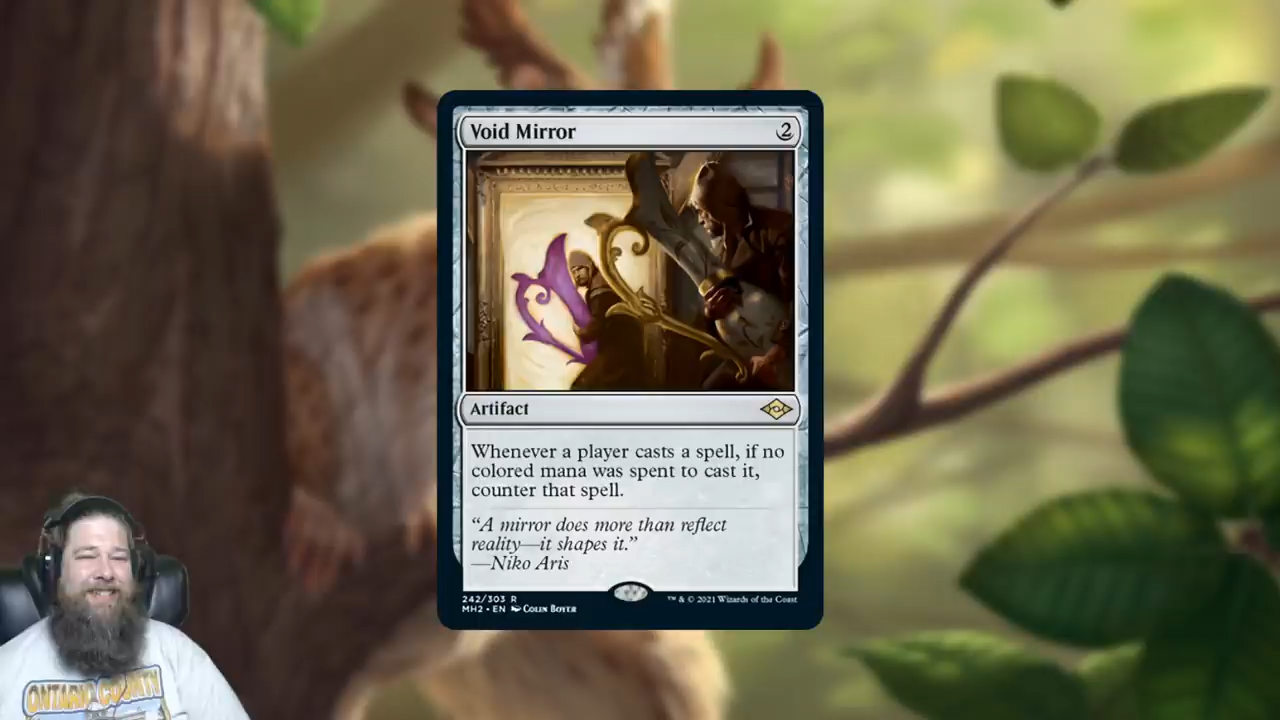 Void Mirror
2
Artifact
Whenever a player casts a spell, if no
colored mana was spent to cast it,
counter that spell.
“A mirror does more than reflect
reality—it shapes it.”
—Niko Aris
242/303 R
MH2 • EN Colin Boyer
™ & © 2021 Wizards of the Coast
ONTARIO COUNTY